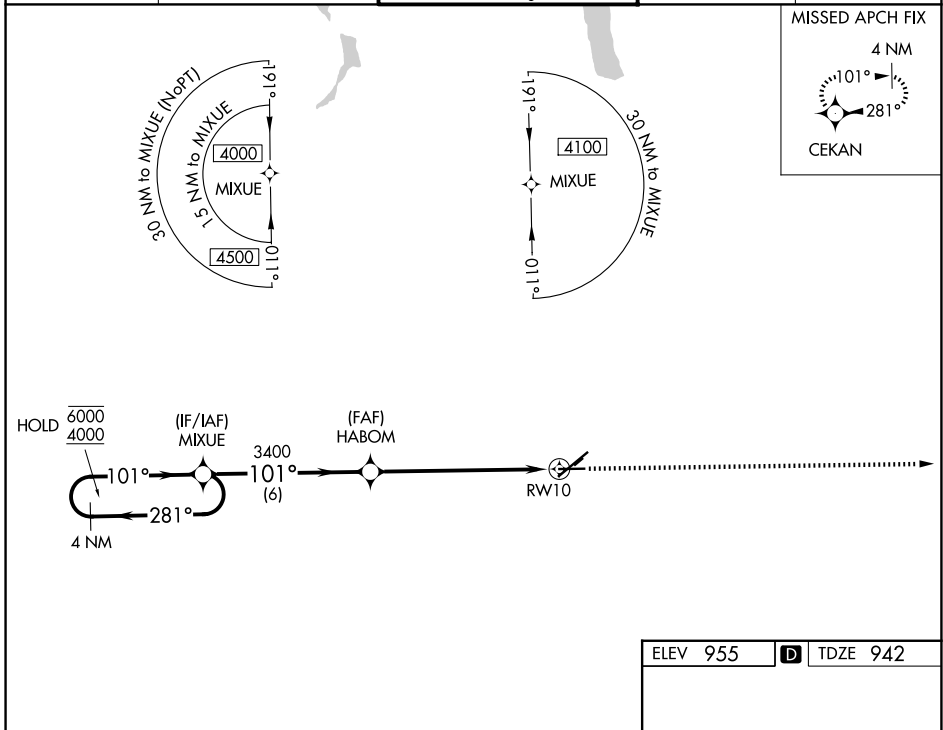 MISSED APCH FIX
4 NM
101°
281°
CEKAN
30 NM to MIXUE (NoPT)
15 NM to MIXUE
191°
4000
MIXUE
4500
011°
191°
4100
MIXUE
30 NM to MIXUE
011°
HOLD 6000
4000
(IF/IAF)
MIXUE
(FAF)
HABOM
3400
101°
101°
(6)
281°
4 NM
RW10
ELEV 955 D TDZE 942